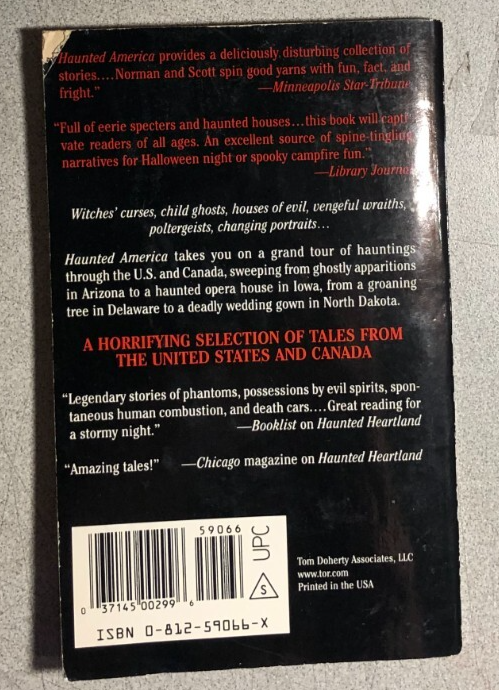 Haunted America provides a deliciously disturbing collection of
stories....Norman and Scott spin good yarns with fun, fact, and
fright."
—Minneapolis Star-Tribune
"Full of eerie specters and haunted houses...this book will capti-
vate readers of all ages. An excellent source of spine-tingling
narratives for Halloween night or spooky campfire fun."
—Library Journal
Witches' curses, child ghosts, houses of evil, vengeful wraiths,
poltergeists, changing portraits...
Haunted America takes you on a grand tour of hauntings
through the U.S. and Canada, sweeping from ghostly apparitions
in Arizona to a haunted opera house in Iowa, from a groaning
tree in Delaware to a deadly wedding gown in North Dakota.
A HORRIFYING SELECTION OF TALES FROM
THE UNITED STATES AND CANADA
"Legendary stories of phantoms, possessions by evil spirits, spon-
taneous human combustion, and death cars....Great reading for
a stormy night." —Booklist on Haunted Heartland
"Amazing tales!" —Chicago magazine on Haunted Heartland
59066
UPC
S
0 37145 00299 6
ISBN 0-812-59066-X
Tom Doherty Associates, LLC
www.tor.com
Printed in the USA